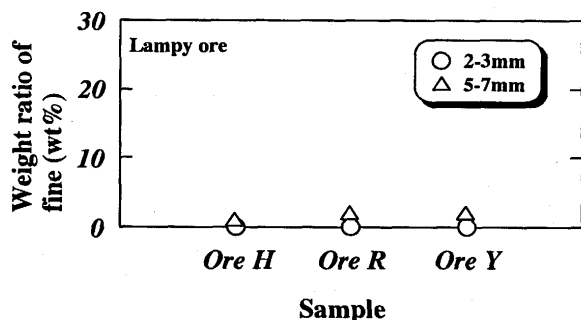 Weight ratio of
fine (wt%)
30
20
10
0
Lampy ore
2-3mm
5-7mm
Ore H Ore R Ore Y
Sample